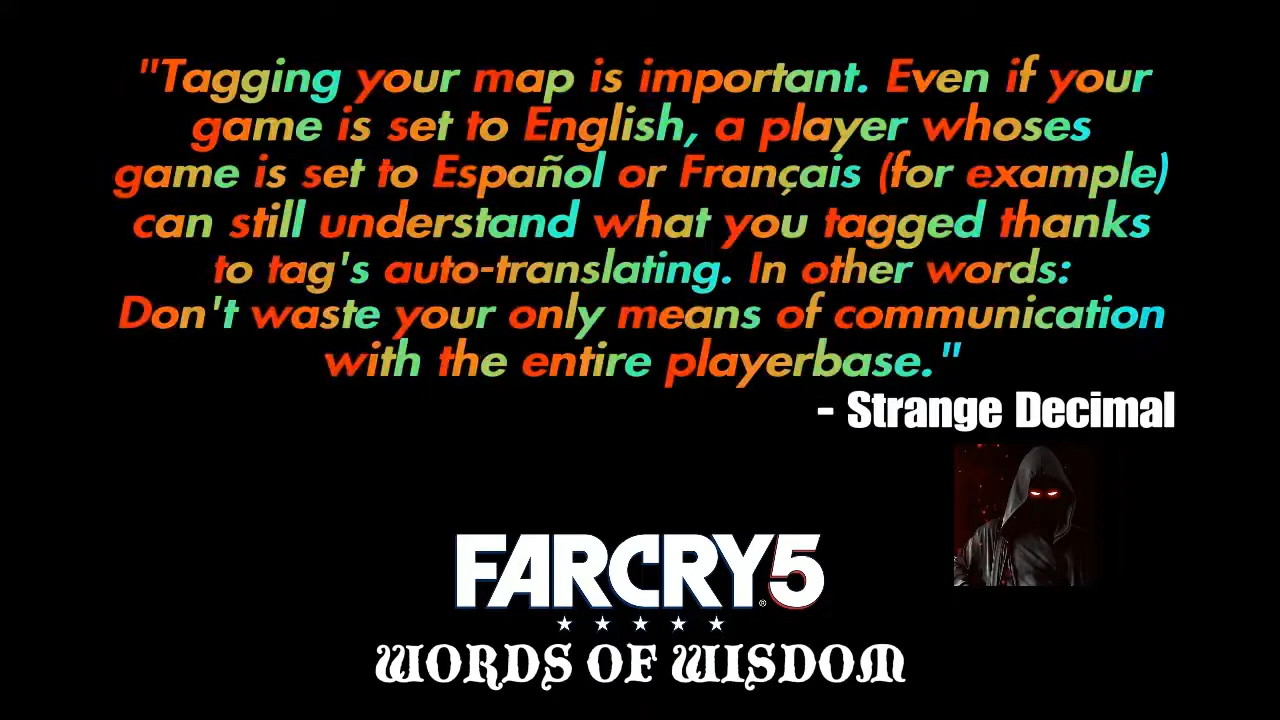 "Tagging your map is important. Even if your
game is set to English, a player whoses
game is set to Español or Français (for example)
can still understand what you tagged thanks
to tag's auto-translating. In other words:
Don't waste your only means of communication
with the entire playerbase."
- Strange Decimal
FARCRY5®
WORDS OF WISDOM